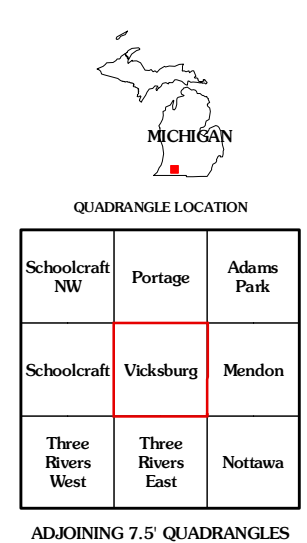 MICHIGAN
QUADRANGLE LOCATION
Schoolcraft
NW
Portage
Adams
Park
Schoolcraft
Vicksburg
Mendon
Three
Rivers
West
Three
Rivers
East
Nottawa
ADJOINING 7.5' QUADRANGLES